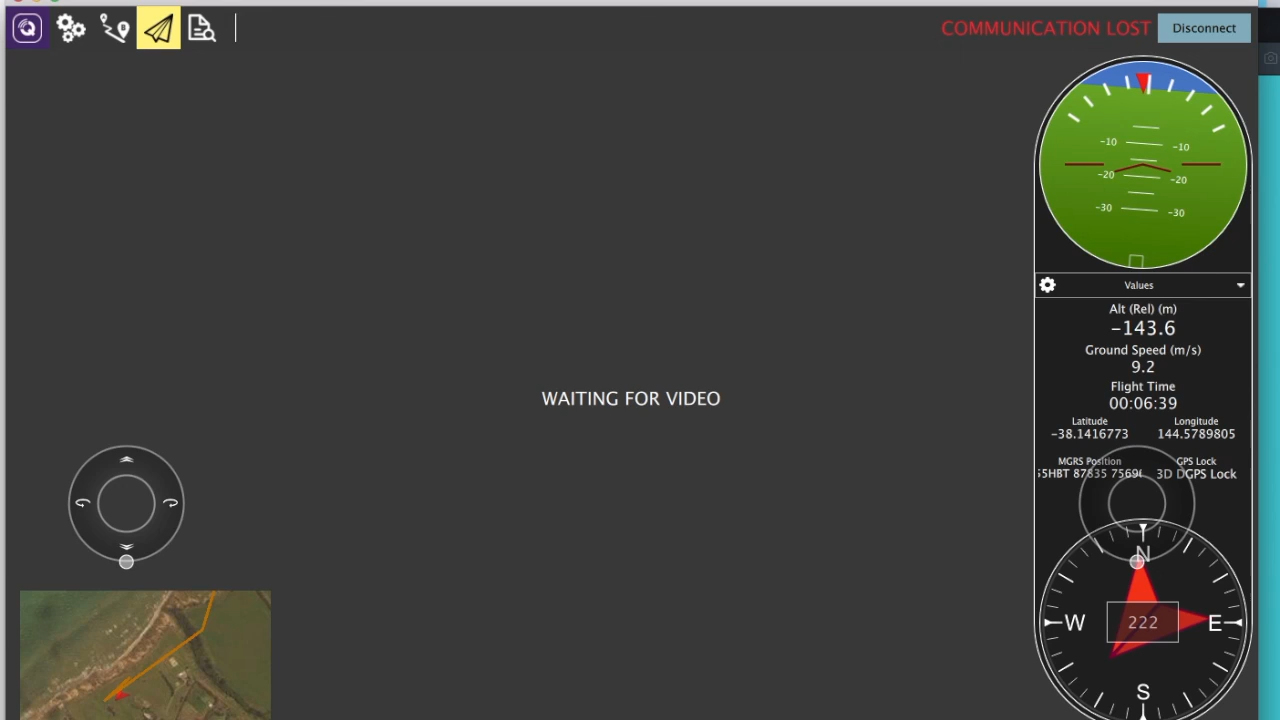 COMMUNICATION LOST Disconnect
-10 -10
-20 -20
-30 -30
Values
Alt (Rel) (m)
-143.6
Ground Speed (m/s)
9.2
Flight Time
00:06:39
Latitude Longitude
-38.1416773 144.5789805
MGRS Position GPS Lock
55HBT 87835 3D DGPS Lock
WAITING FOR VIDEO
N
W 222 E
S